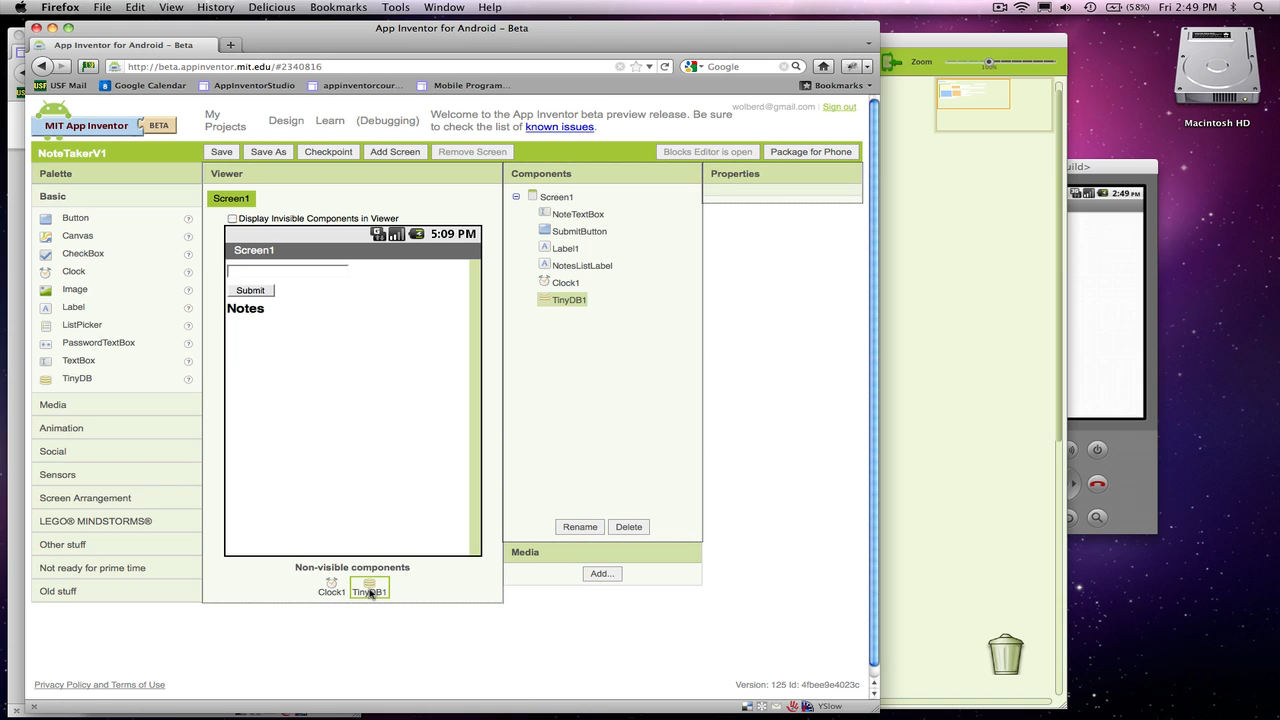 Firefox File Edit View History Delicious Bookmarks Tools Window Help (58%) Fri 2:49 PM
App Inventor for Android – Beta
App Inventor for Android – Beta
http://beta.appinventor.mit.edu/#2340816 Google
USF Mail Google Calendar AppInventorStudio appinventorcour... Mobile Program... Bookmarks
Zoom
100%
Macintosh HD
wolberd@gmail.com | Sign out
MIT App Inventor BETA
My Projects Design Learn (Debugging)
Welcome to the App Inventor beta preview release. Be sure
to check the list of known issues.
NoteTakerV1 Save Save As Checkpoint Add Screen Remove Screen Blocks Editor is open Package for Phone
Palette Viewer Components Properties
Basic
Button
Canvas
CheckBox
Clock
Image
Label
ListPicker
PasswordTextBox
TextBox
TinyDB
Media
Animation
Social
Sensors
Screen Arrangement
LEGO® MINDSTORMS®
Other stuff
Not ready for prime time
Old stuff
Screen1
Display Invisible Components in Viewer
5:09 PM
Screen1
Submit
Notes
Non-visible components
Clock1 TinyDB1
Screen1
NoteTextBox
SubmitButton
Label1
NotesListLabel
Clock1
TinyDB1
Rename Delete
Media
Add...
uild>
2:49 PM
Privacy Policy and Terms of Use
Version: 125 Id: 4fbee9e4023c
YSlow